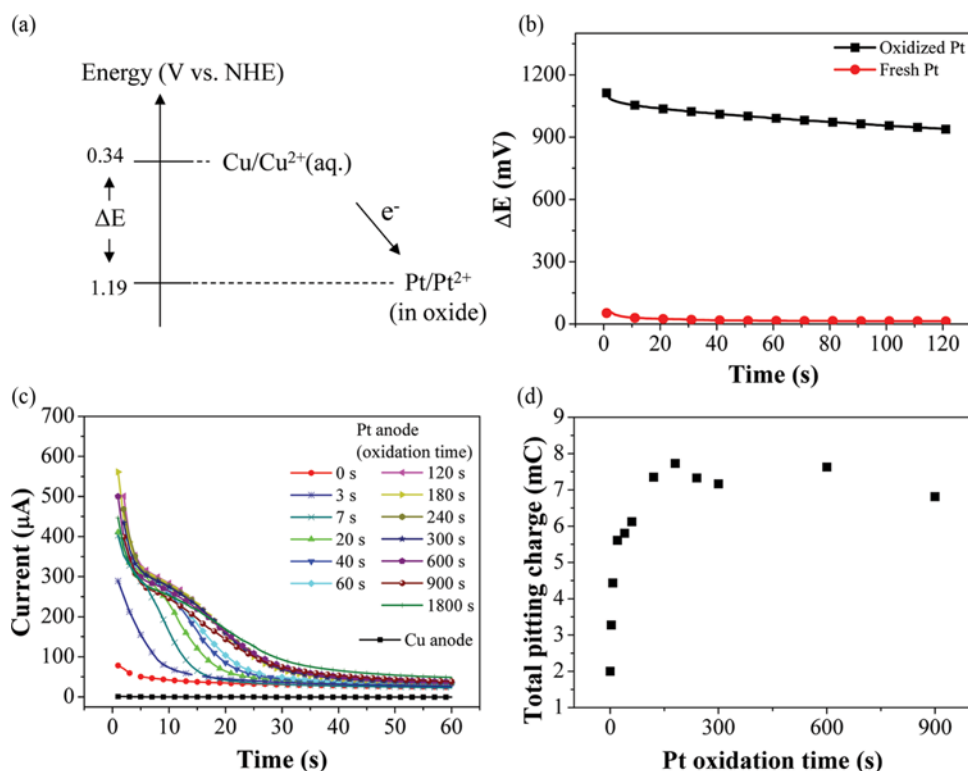 (a)
Energy (V vs. NHE)
0.34
Cu/Cu²⁺(aq.)
ΔE
e⁻
1.19
Pt/Pt²⁺
(in oxide)
(b)
Oxidized Pt
Fresh Pt
1200
900
600
300
0
ΔE (mV)
0 20 40 60 80 100 120
Time (s)
(c)
700
600
500
400
300
200
100
0
Current (μA)
Pt anode
(oxidation time)
0 s 120 s
3 s 180 s
7 s 240 s
20 s 300 s
40 s 600 s
60 s 900 s
1800 s
Cu anode
0 10 20 30 40 50 60
Time (s)
(d)
9
8
7
6
5
4
3
2
1
Total pitting charge (mC)
0 300 600 900
Pt oxidation time (s)